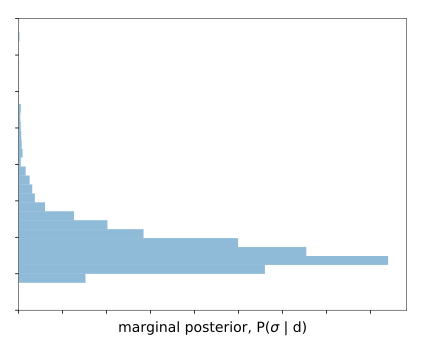 marginal posterior, P(σ | d)